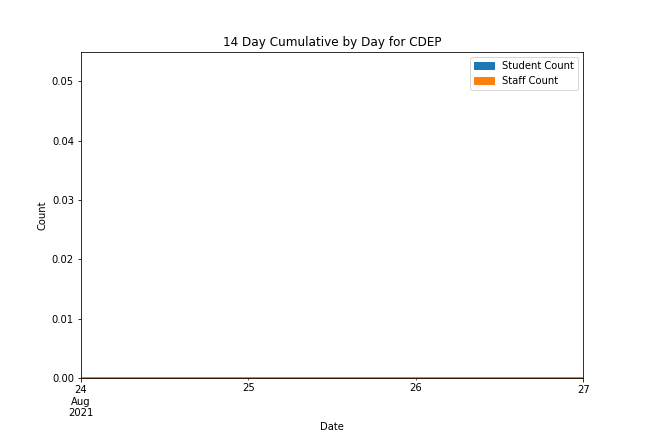 14 Day Cumulative by Day for CDEP
Student Count
Staff Count
0.05
0.04
0.03
0.02
0.01
0.00
Count
24
25
26
27
Aug
2021
Date